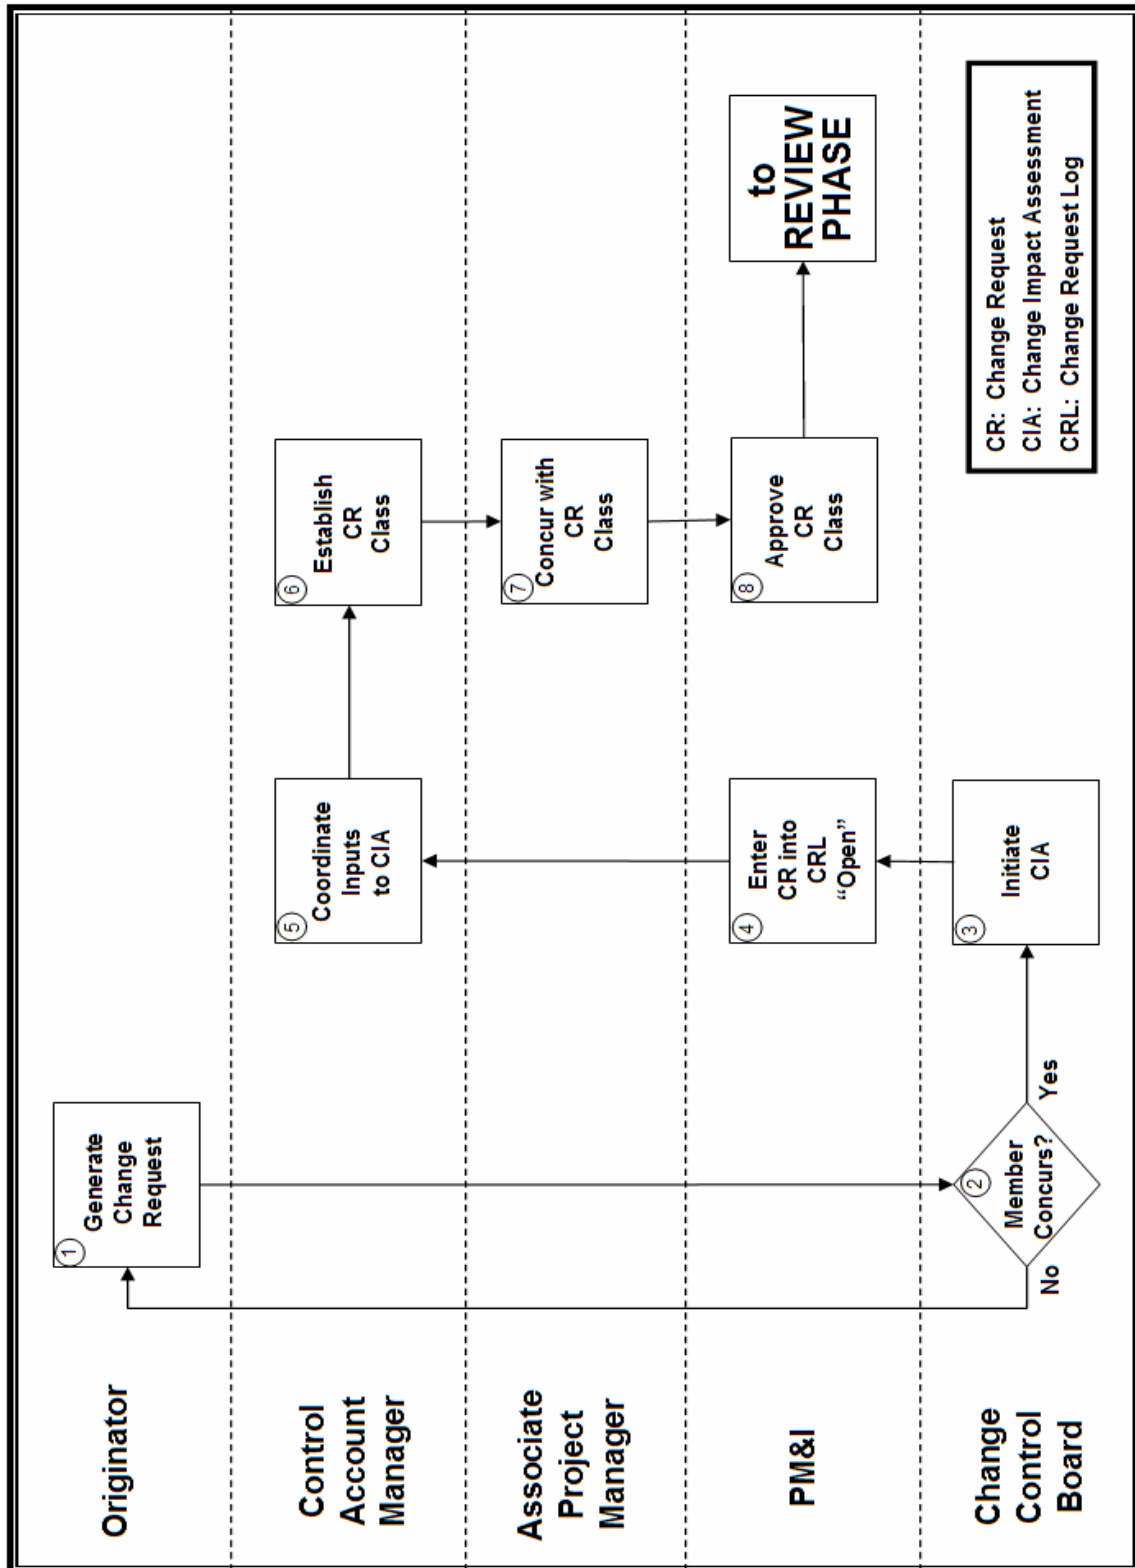 Originator
1
Generate
Change
Request
Control
Account
Manager
5
Coordinate
Inputs
to CIA
6
Establish
CR
Class
Associate
Project
Manager
7
Concur with
CR
Class
PM&I
4
Enter
CR into
CRL
“Open”
8
Approve
CR
Class
to
REVIEW
PHASE
Change
Control
Board
2
Member
Concurs?
No
Yes
3
Initiate
CIA
CR: Change Request
CIA: Change Impact Assessment
CRL: Change Request Log